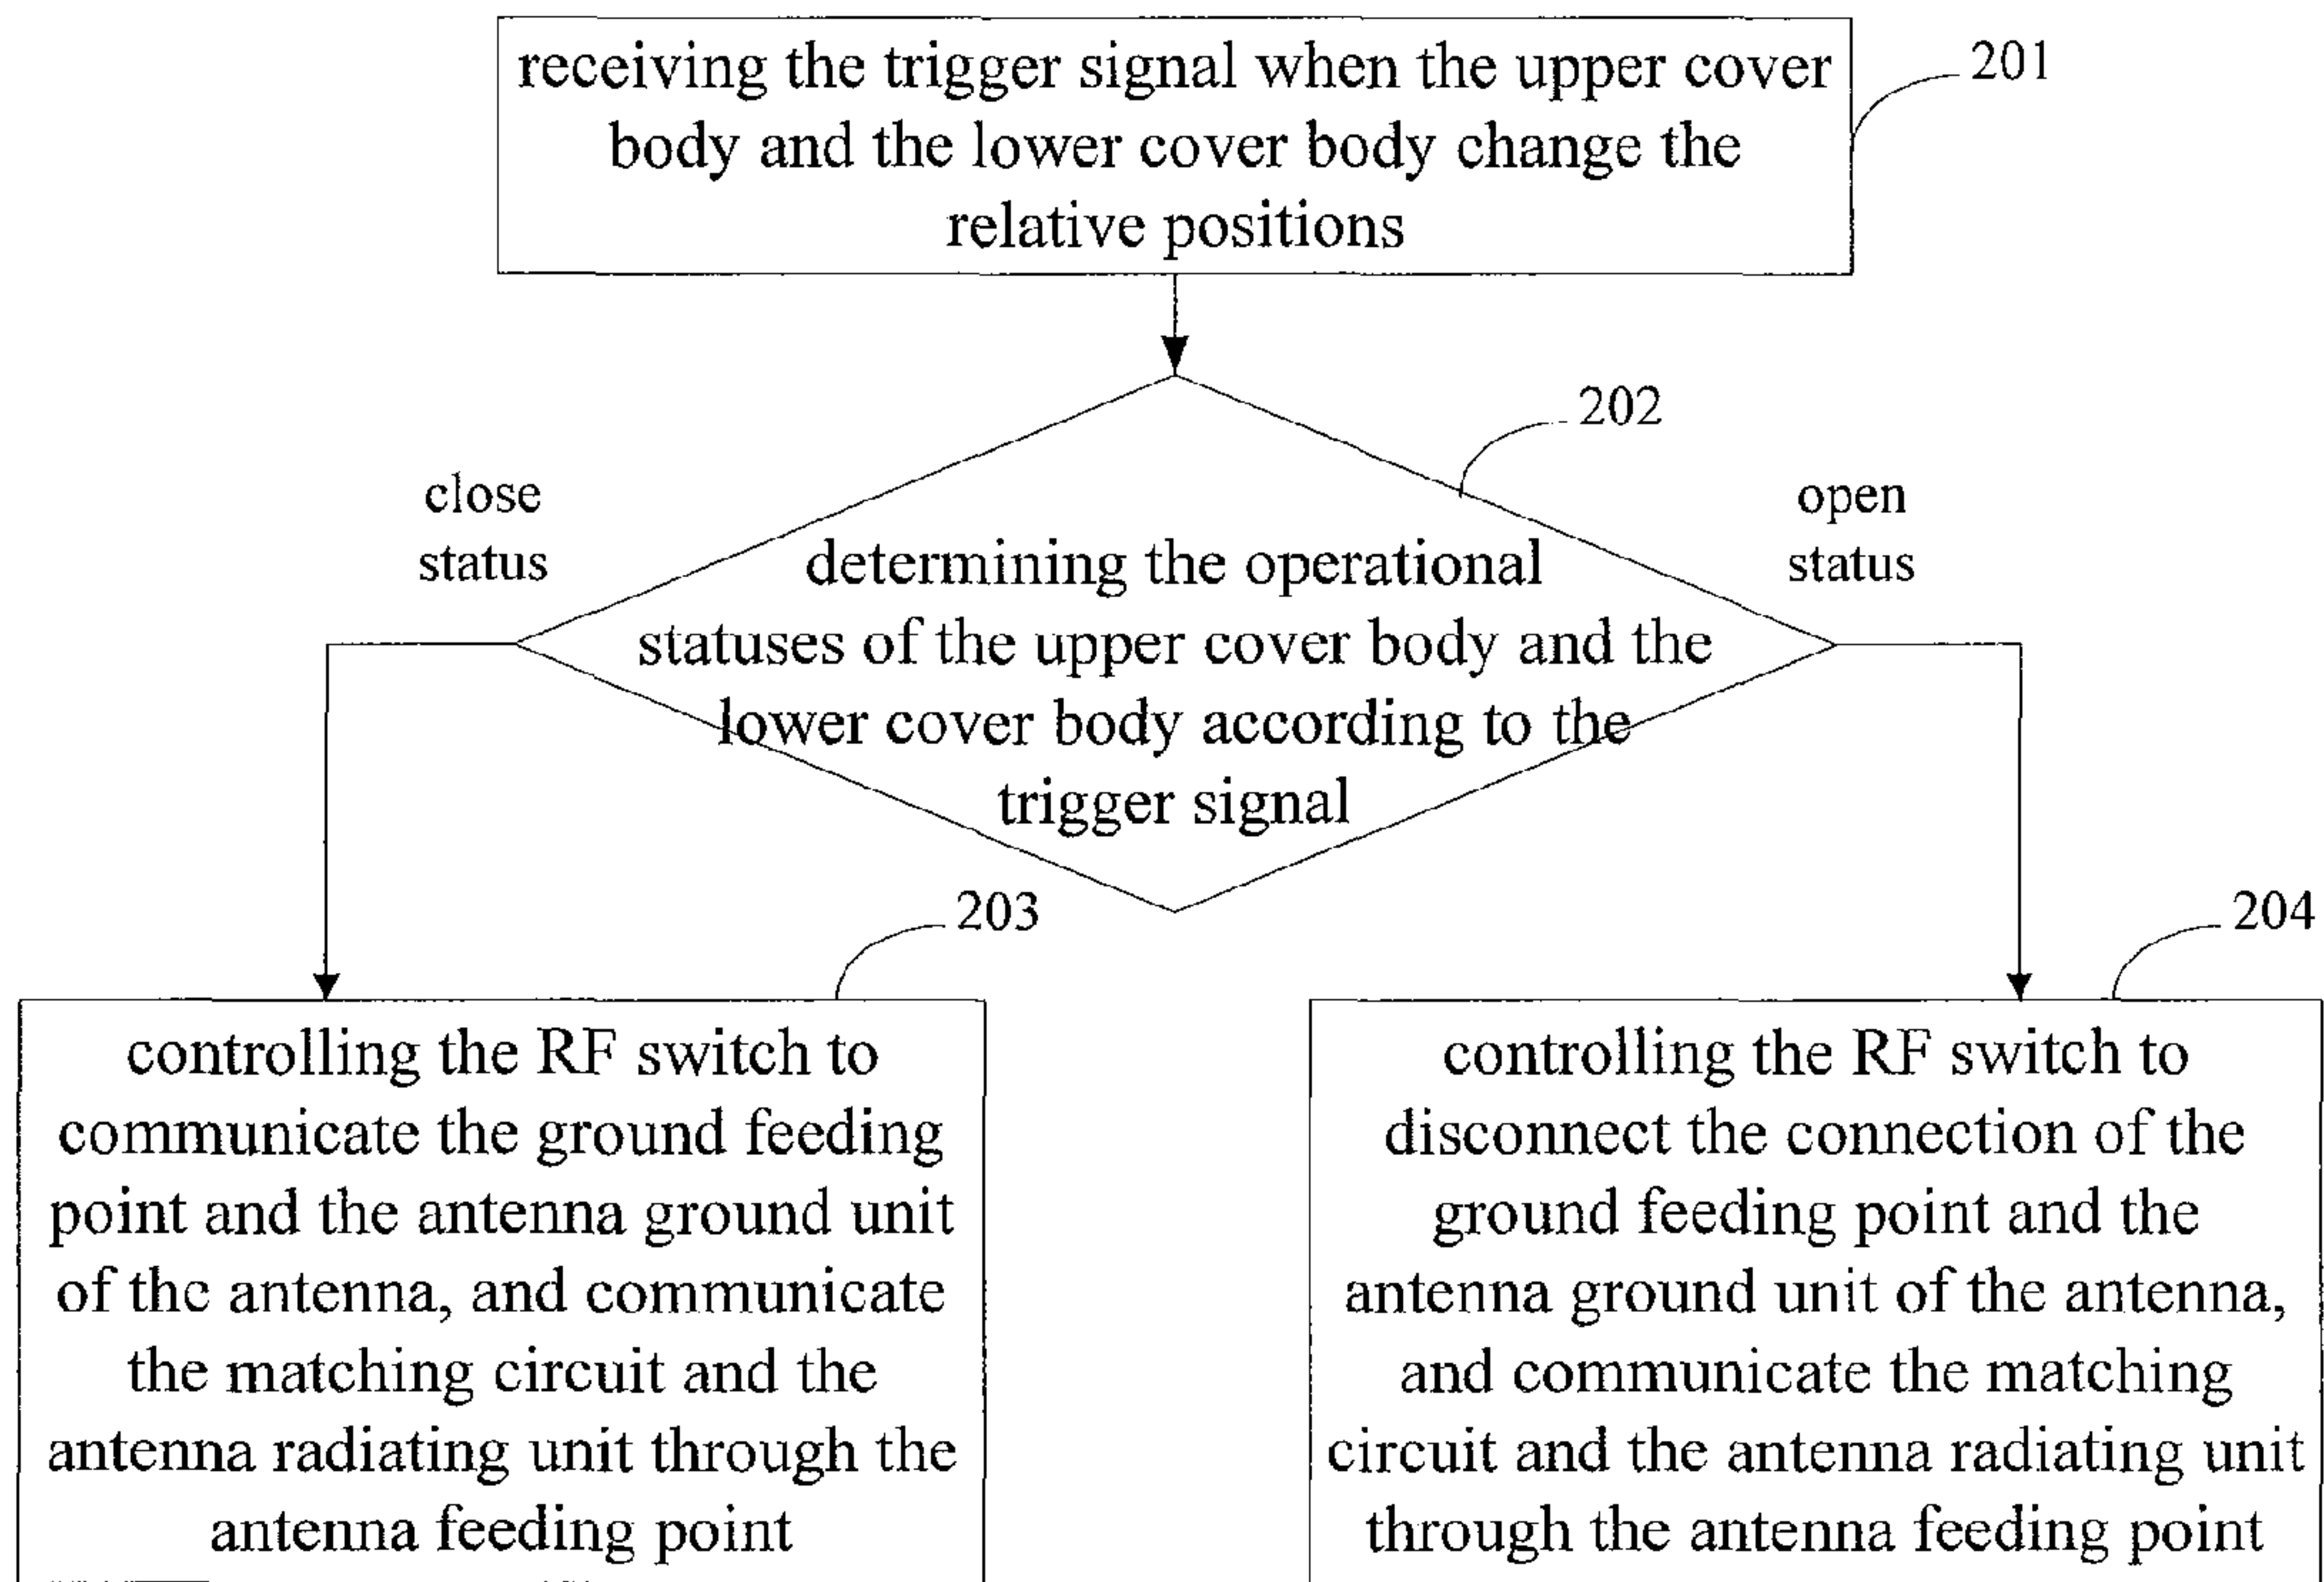 receiving the trigger signal when the upper cover
body and the lower cover body change the
relative positions
201
202
close
status
open
status
determining the operational
statuses of the upper cover body and the
lower cover body according to the
trigger signal
203
204
controlling the RF switch to
communicate the ground feeding
point and the antenna ground unit
of the antenna, and communicate
the matching circuit and the
antenna radiating unit through the
antenna feeding point
controlling the RF switch to
disconnect the connection of the
ground feeding point and the
antenna ground unit of the antenna,
and communicate the matching
circuit and the antenna radiating unit
through the antenna feeding point